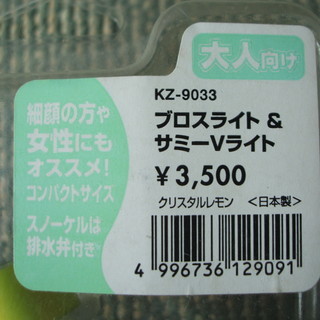 大人向け
細顔の方や
女性にも
オススメ!
コンパクトサイズ
スノーケルは
排水弁付き
KZ-9033
ブロスライト &
サミーVライト
¥3,500
クリスタルレモン <日本製>
4 996736 129091